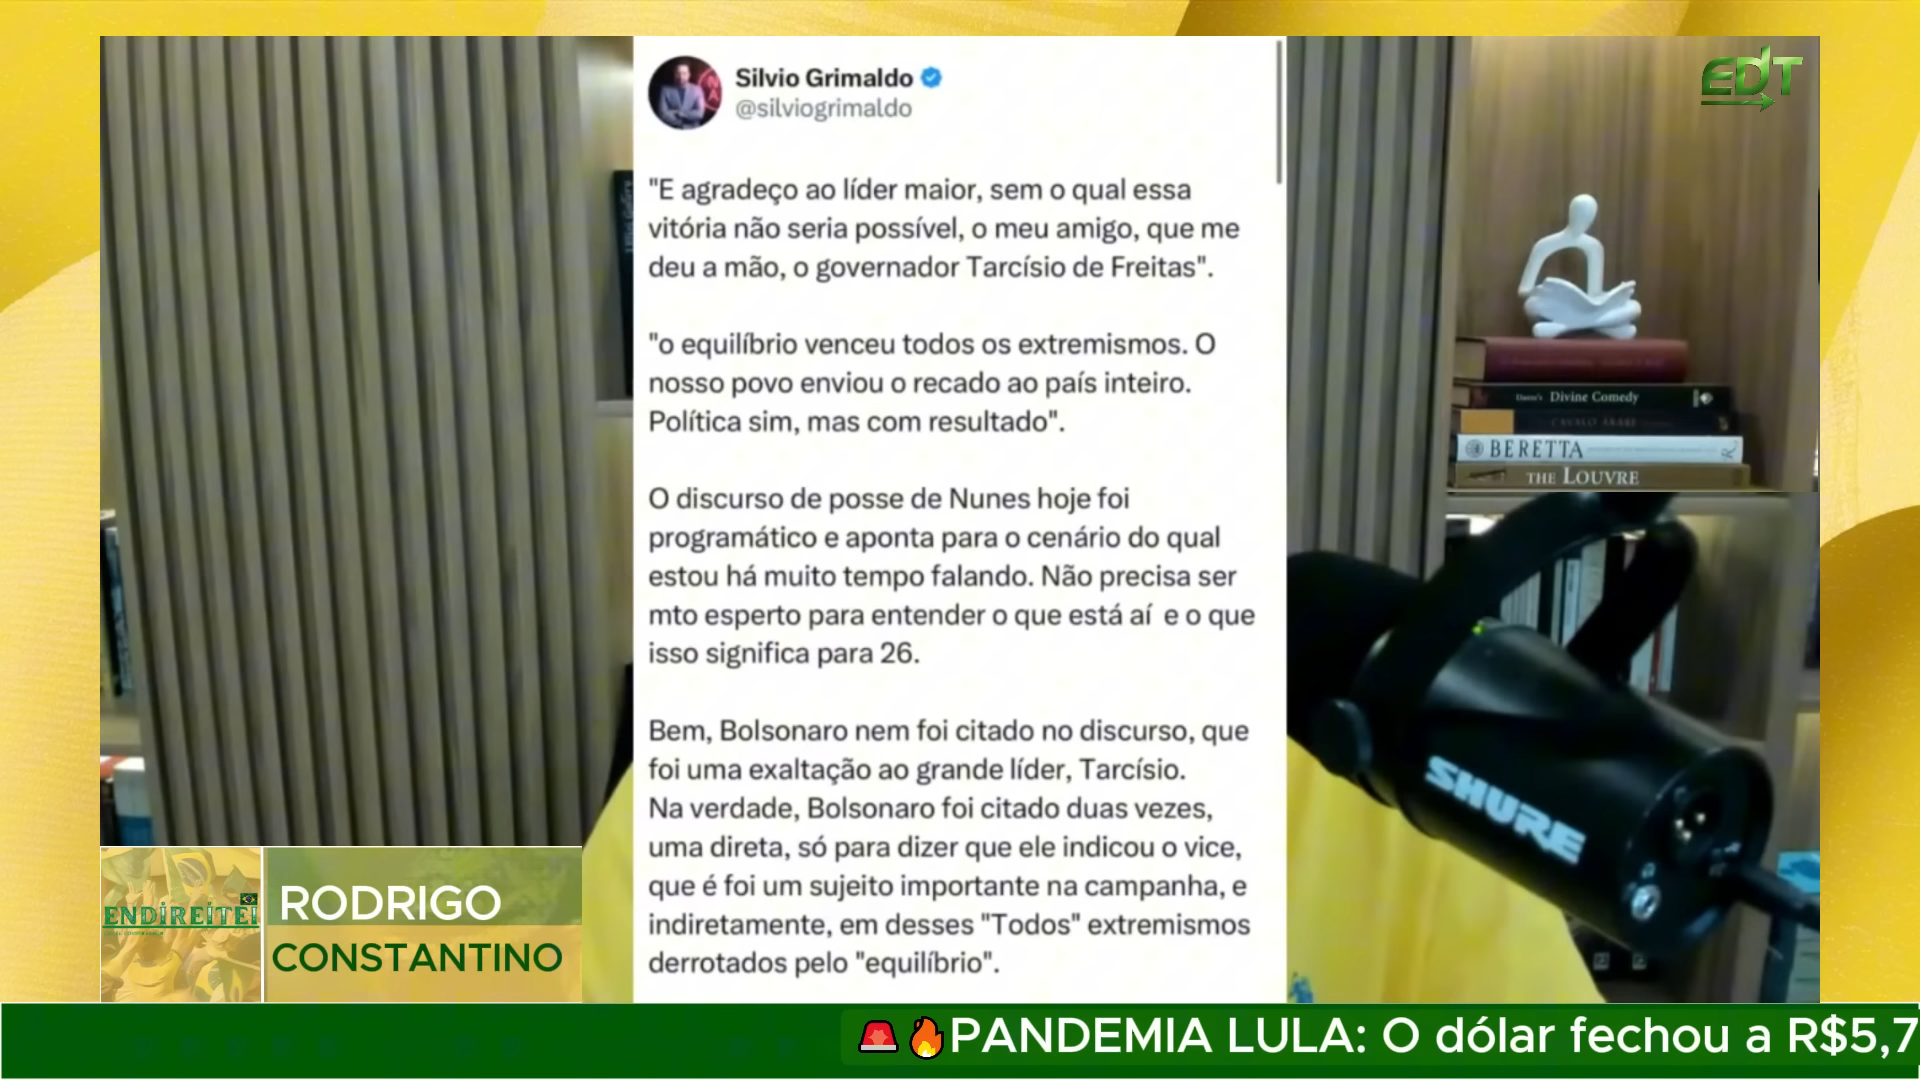 Silvio Grimaldo
@silviogrimaldo
"E agradeço ao líder maior, sem o qual essa
vitória não seria possível, o meu amigo, que me
deu a mão, o governador Tarcísio de Freitas".
"o equilíbrio venceu todos os extremismos. O
nosso povo enviou o recado ao país inteiro.
Política sim, mas com resultado".
O discurso de posse de Nunes hoje foi
programático e aponta para o cenário do qual
estou há muito tempo falando. Não precisa ser
mto esperto para entender o que está aí e o que
isso significa para 26.
Bem, Bolsonaro nem foi citado no discurso, que
foi uma exaltação ao grande líder, Tarcísio.
Na verdade, Bolsonaro foi citado duas vezes,
uma direta, só para dizer que ele indicou o vice,
que é foi um sujeito importante na campanha, e
indiretamente, em desses "Todos" extremismos
derrotados pelo "equilíbrio".
EDT
Divine Comedy
BERETTA
THE LOUVRE
SHURE
ENDIREITEI
RODRIGO
CONSTANTINO
PANDEMIA LULA: O dólar fechou a R$5,7